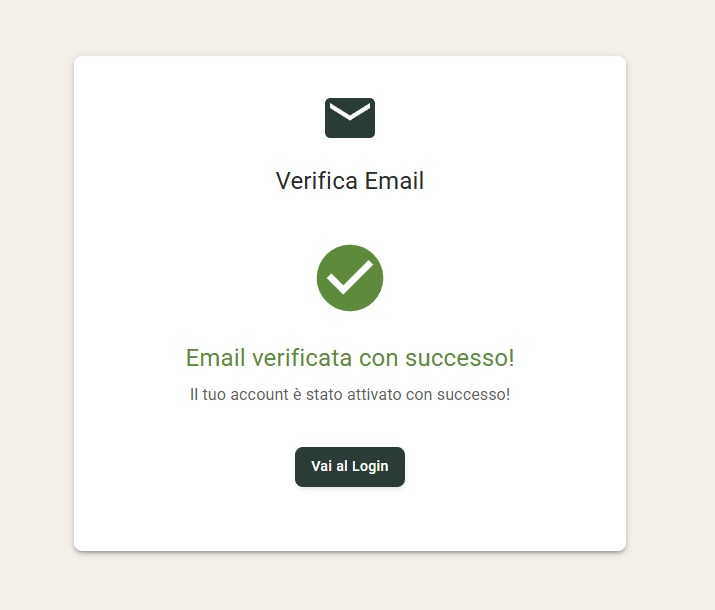 Verifica Email
Email verificata con successo!
Il tuo account è stato attivato con successo!
Vai al Login